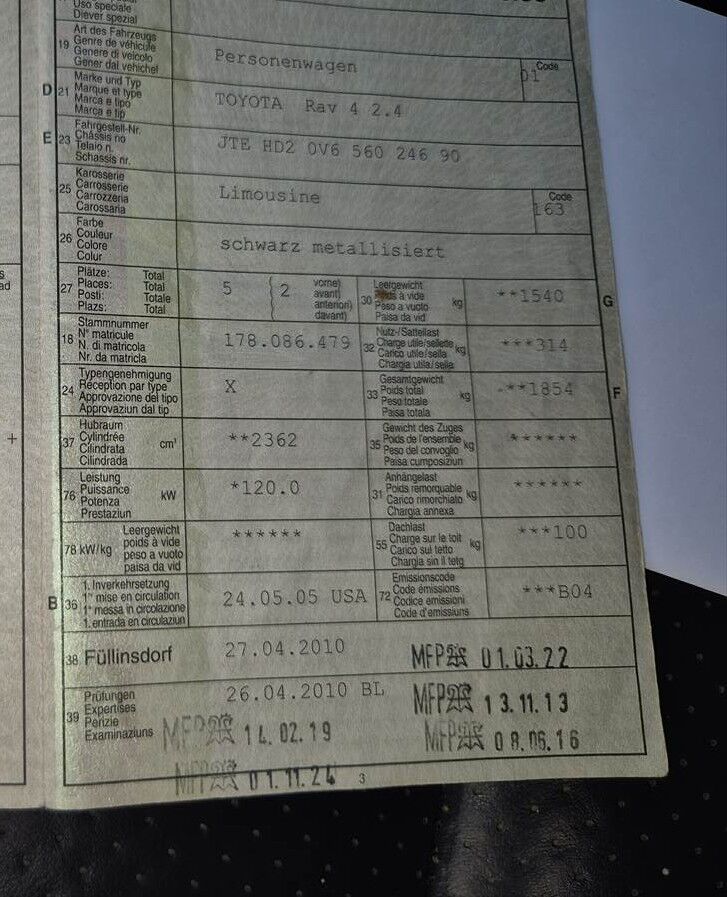 Uso speciale
Diever spezial
19 Art des Fahrzeugs
Genre de véhicule
Genere di veicolo
Gener dal vehichel
Personenwagen
Code
01
D 21 Marke und Typ
Marque et type
Marca e tipo
Marca e tip
TOYOTA Rav 4 2.4
E 23 Fahrgestell-Nr.
Châssis no
Telaio n.
Schassis nr.
JTE HD2 0V6 560 246 90
25 Karosserie
Carrosserie
Carrozzeria
Carossaria
Limousine
Code
163
26 Farbe
Couleur
Colore
Colur
schwarz metallisiert
27 Plätze: Total
Places: Total
Posti: Totale
Plazs: Total
5 ( 2 vorne)
avant)
anteriori)
davant)
30 Leergewicht
Poids à vide
Peso a vuoto
Paisa da vid
kg
**1540
G
18 Stammnummer
N° matricule
N. di matricola
Nr. da matricla
178.086.479
32 Nutz-/Sattellast
Charge utile/sellette
Carico utile/sella
Chargia utila/sella
kg
***314
24 Typengenehmigung
Réception par type
Approvazione del tipo
Approvaziun dal tip
X
33 Gesamtgewicht
Poids total
Peso totale
Paisa totala
kg
***1854
F
37 Hubraum
Cylindrée
Cilindrata
Cilindrada
cm³
**2362
35 Gewicht des Zuges
Poids de l'ensemble
Peso del convoglio
Paisa cumposiziun
kg
******
76 Leistung
Puissance
Potenza
Prestaziun
kW
*120.0
31 Anhängelast
Poids remorquable
Carico rimorchiato
Chargia annexa
kg
******
78 kW/kg Leergewicht
poids à vide
peso a vuoto
paisa da vid
******
55 Dachlast
Charge sur le toit
Carico sul tetto
Chargia sin il tetg
kg
***100
B 36 1. Inverkehrsetzung
1re mise en circulation
1a messa in circolazione
1. entrada en circulaziun
24.05.05 USA
72 Emissionscode
Code émissions
Codice emissioni
Code d'emissiuns
***B04
38 Füllinsdorf
27.04.2010
MFP 01.03.22
39 Prüfungen
Expertises
Perizie
Examinaziuns
26.04.2010 BL
MFP 13.11.13
MFP 14.02.19
MFP 08.06.16
MFP 01.11.24
3